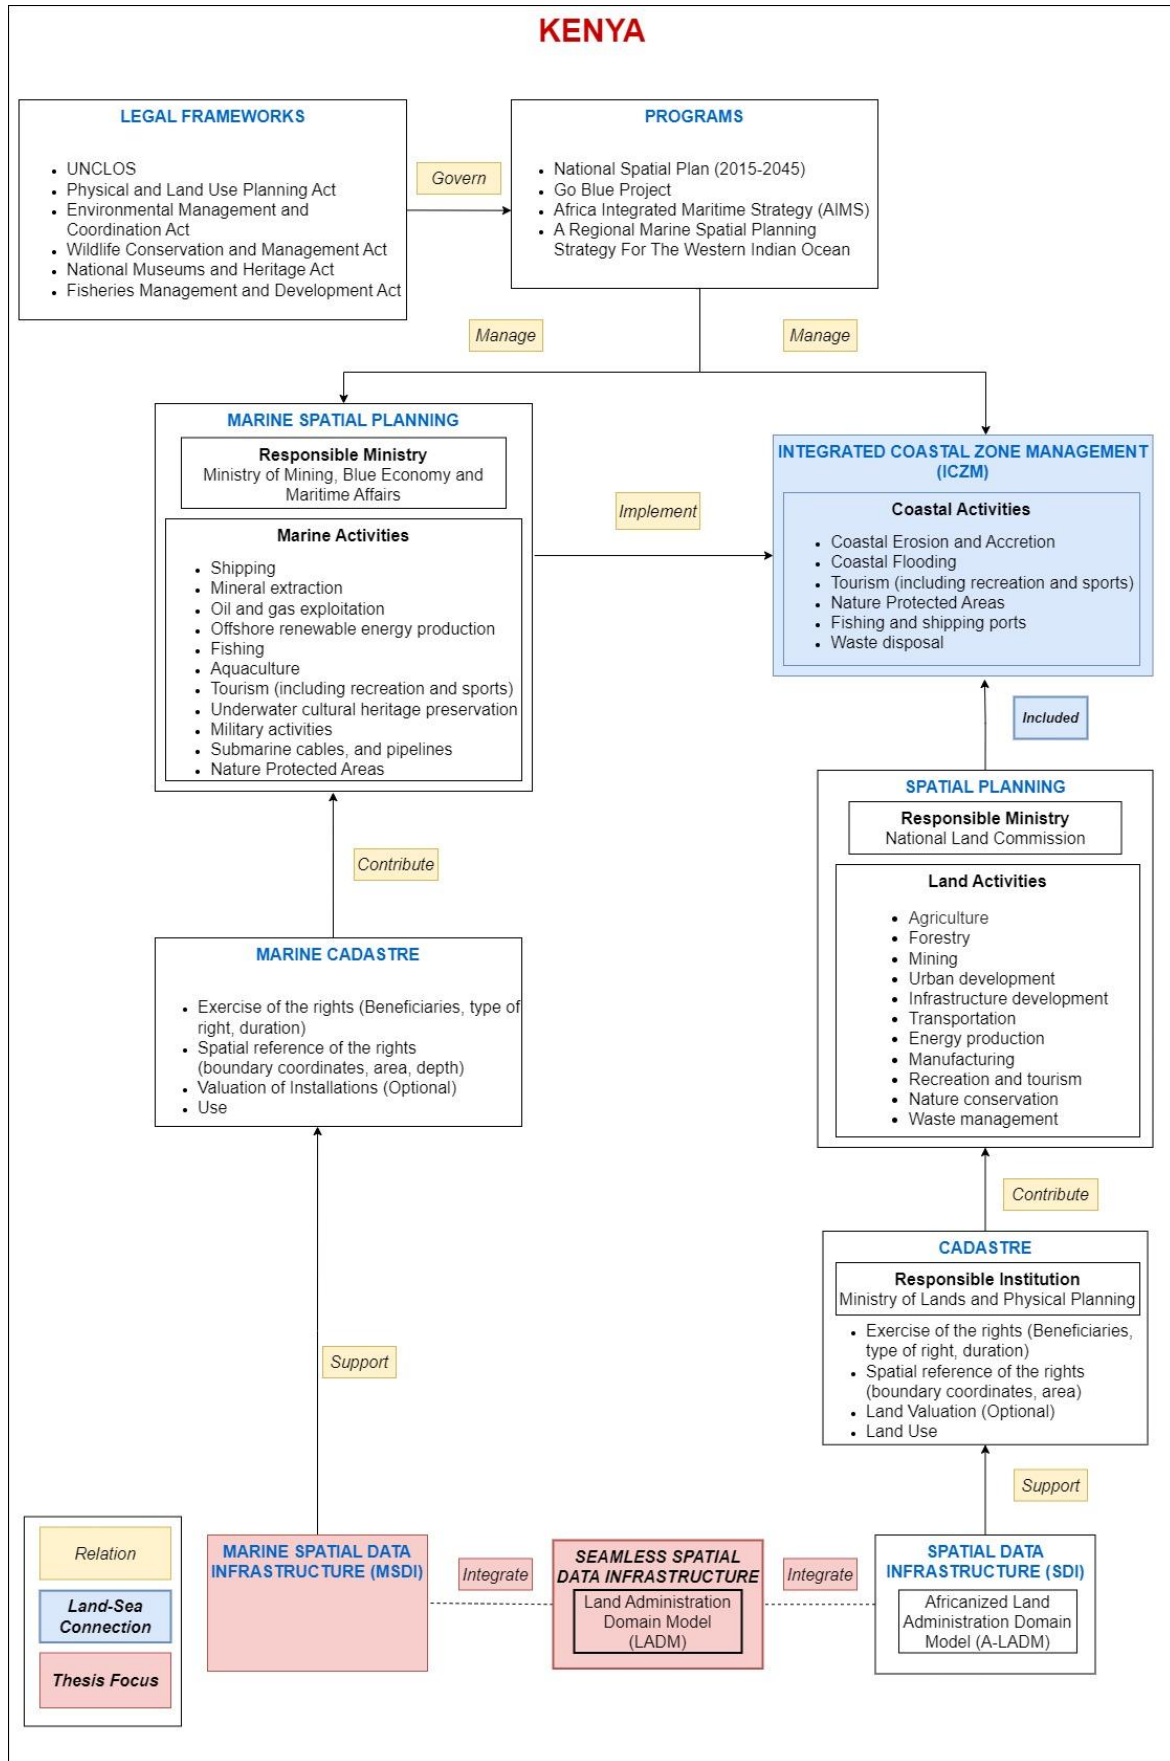 KENYA
LEGAL FRAMEWORKS
UNCLOS
Physical and Land Use Planning Act
Environmental Management and
Coordination Act
Wildlife Conservation and Management Act
National Museums and Heritage Act
Fisheries Management and Development Act
Govern
PROGRAMS
National Spatial Plan (2015-2045)
Go Blue Project
Africa Integrated Maritime Strategy (AIMS)
A Regional Marine Spatial Planning
Strategy For The Western Indian Ocean
Manage
Manage
MARINE SPATIAL PLANNING
Responsible Ministry
Ministry of Mining, Blue Economy and
Maritime Affairs
Marine Activities
Shipping
Mineral extraction
Oil and gas exploitation
Offshore renewable energy production
Fishing
Aquaculture
Tourism (including recreation and sports)
Underwater cultural heritage preservation
Military activities
Submarine cables, and pipelines
Nature Protected Areas
Implement
INTEGRATED COASTAL ZONE MANAGEMENT
(ICZM)
Coastal Activities
Coastal Erosion and Accretion
Coastal Flooding
Tourism (including recreation and sports)
Nature Protected Areas
Fishing and shipping ports
Waste disposal
Included
SPATIAL PLANNING
Responsible Ministry
National Land Commission
Land Activities
Agriculture
Forestry
Mining
Urban development
Infrastructure development
Transportation
Energy production
Manufacturing
Recreation and tourism
Nature conservation
Waste management
Contribute
MARINE CADASTRE
Exercise of the rights (Beneficiaries, type of
right, duration)
Spatial reference of the rights
(boundary coordinates, area, depth)
Valuation of Installations (Optional)
Use
Contribute
CADASTRE
Responsible Institution
Ministry of Lands and Physical Planning
Exercise of the rights (Beneficiaries,
type of right, duration)
Spatial reference of the rights
(boundary coordinates, area)
Land Valuation (Optional)
Land Use
Support
Support
Relation
Land-Sea
Connection
Thesis Focus
MARINE SPATIAL DATA
INFRASTRUCTURE (MSDI)
Integrate
SEAMLESS SPATIAL
DATA INFRASTRUCTURE
Land Administration
Domain Model
(LADM)
Integrate
SPATIAL DATA
INFRASTRUCTURE (SDI)
Africanized Land
Administration Domain
Model (A-LADM)